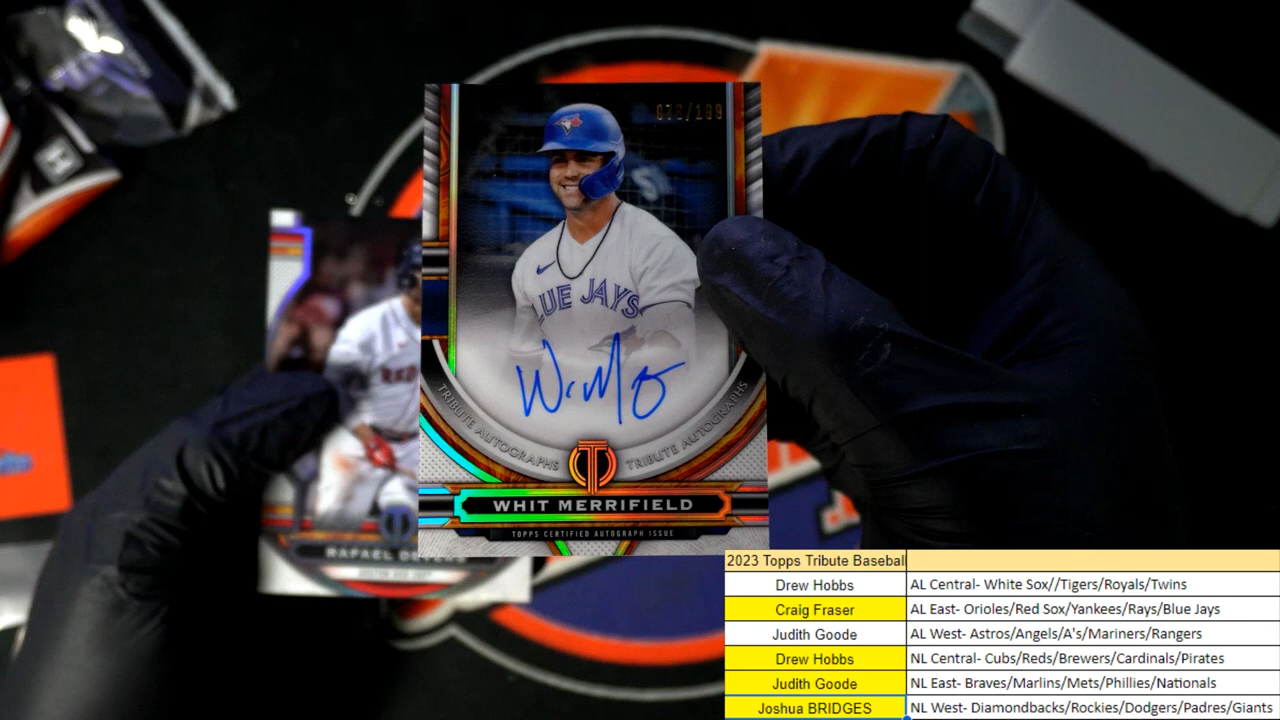 BLUE JAYS
TRIBUTE AUTOGRAPHS
TRIBUTE AUTOGRAPHS
T
WHIT MERRIFIELD
TOPPS CERTIFIED AUTOGRAPH ISSUE
RAFAEL DEVERS
2023 Topps Tribute Baseball
Drew Hobbs AL Central- White Sox//Tigers/Royals/Twins
Craig Fraser AL East- Orioles/Red Sox/Yankees/Rays/Blue Jays
Judith Goode AL West- Astros/Angels/A's/Mariners/Rangers
Drew Hobbs NL Central- Cubs/Reds/Brewers/Cardinals/Pirates
Judith Goode NL East- Braves/Marlins/Mets/Phillies/Nationals
Joshua BRIDGES NL West- Diamondbacks/Rockies/Dodgers/Padres/Giants